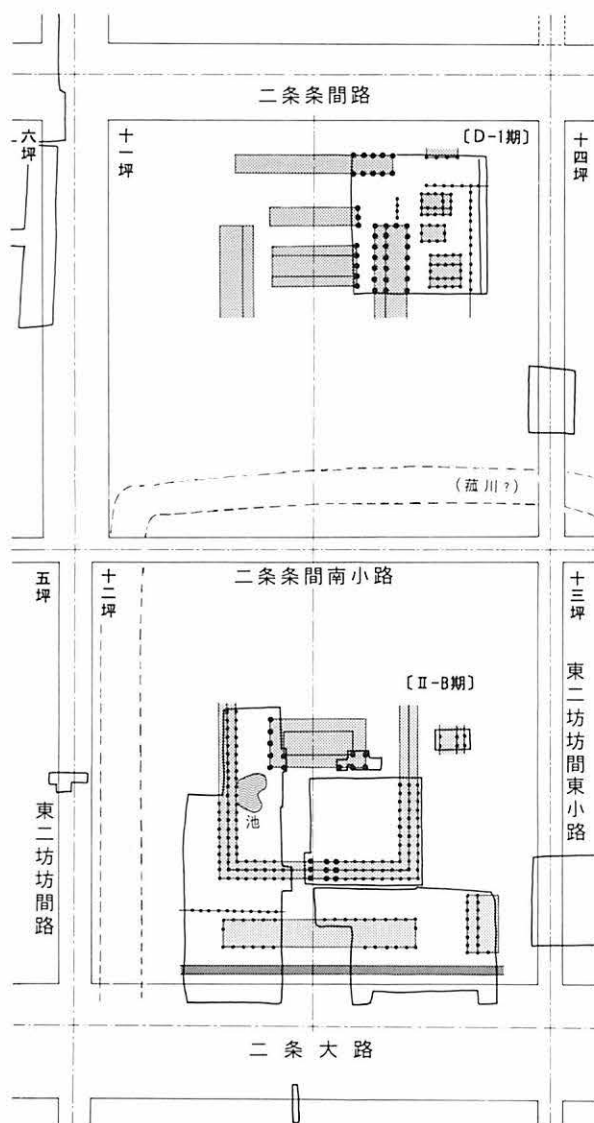 二条条間路
六坪
十一坪
〔D-1期〕
十四坪
(菰川?)
二条条間南小路
五坪
十二坪
十三坪
〔Ⅱ-B期〕
池
東二坊坊間路
東二坊坊間東小路
二条大路